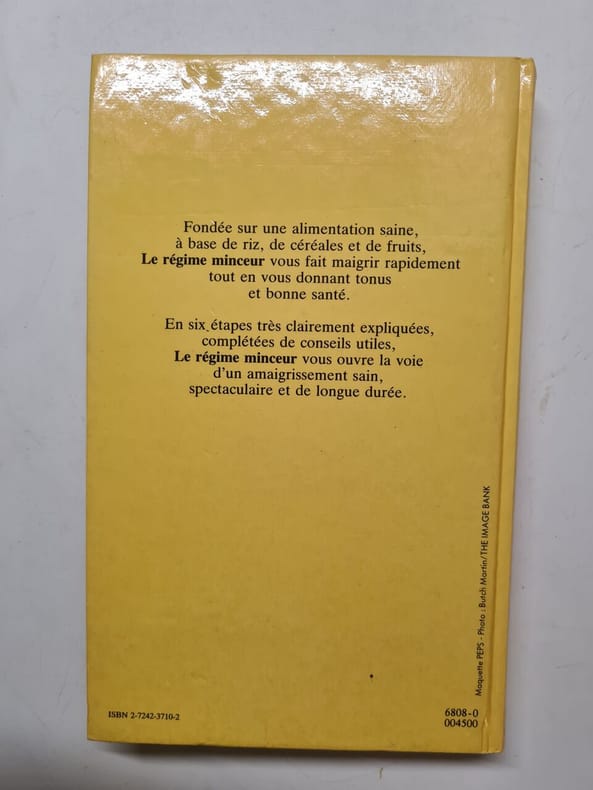 Fondée sur une alimentation saine,
à base de riz, de céréales et de fruits,
Le régime minceur vous fait maigrir rapidement
tout en vous donnant tonus
et bonne santé.
En six étapes très clairement expliquées,
complétées de conseils utiles,
Le régime minceur vous ouvre la voie
d'un amaigrissement sain,
spectaculaire et de longue durée.
Maquette PEPS - Photo : Butch Martin/THE IMAGE BANK
ISBN 2-7242-3710-2
6808-0
004500